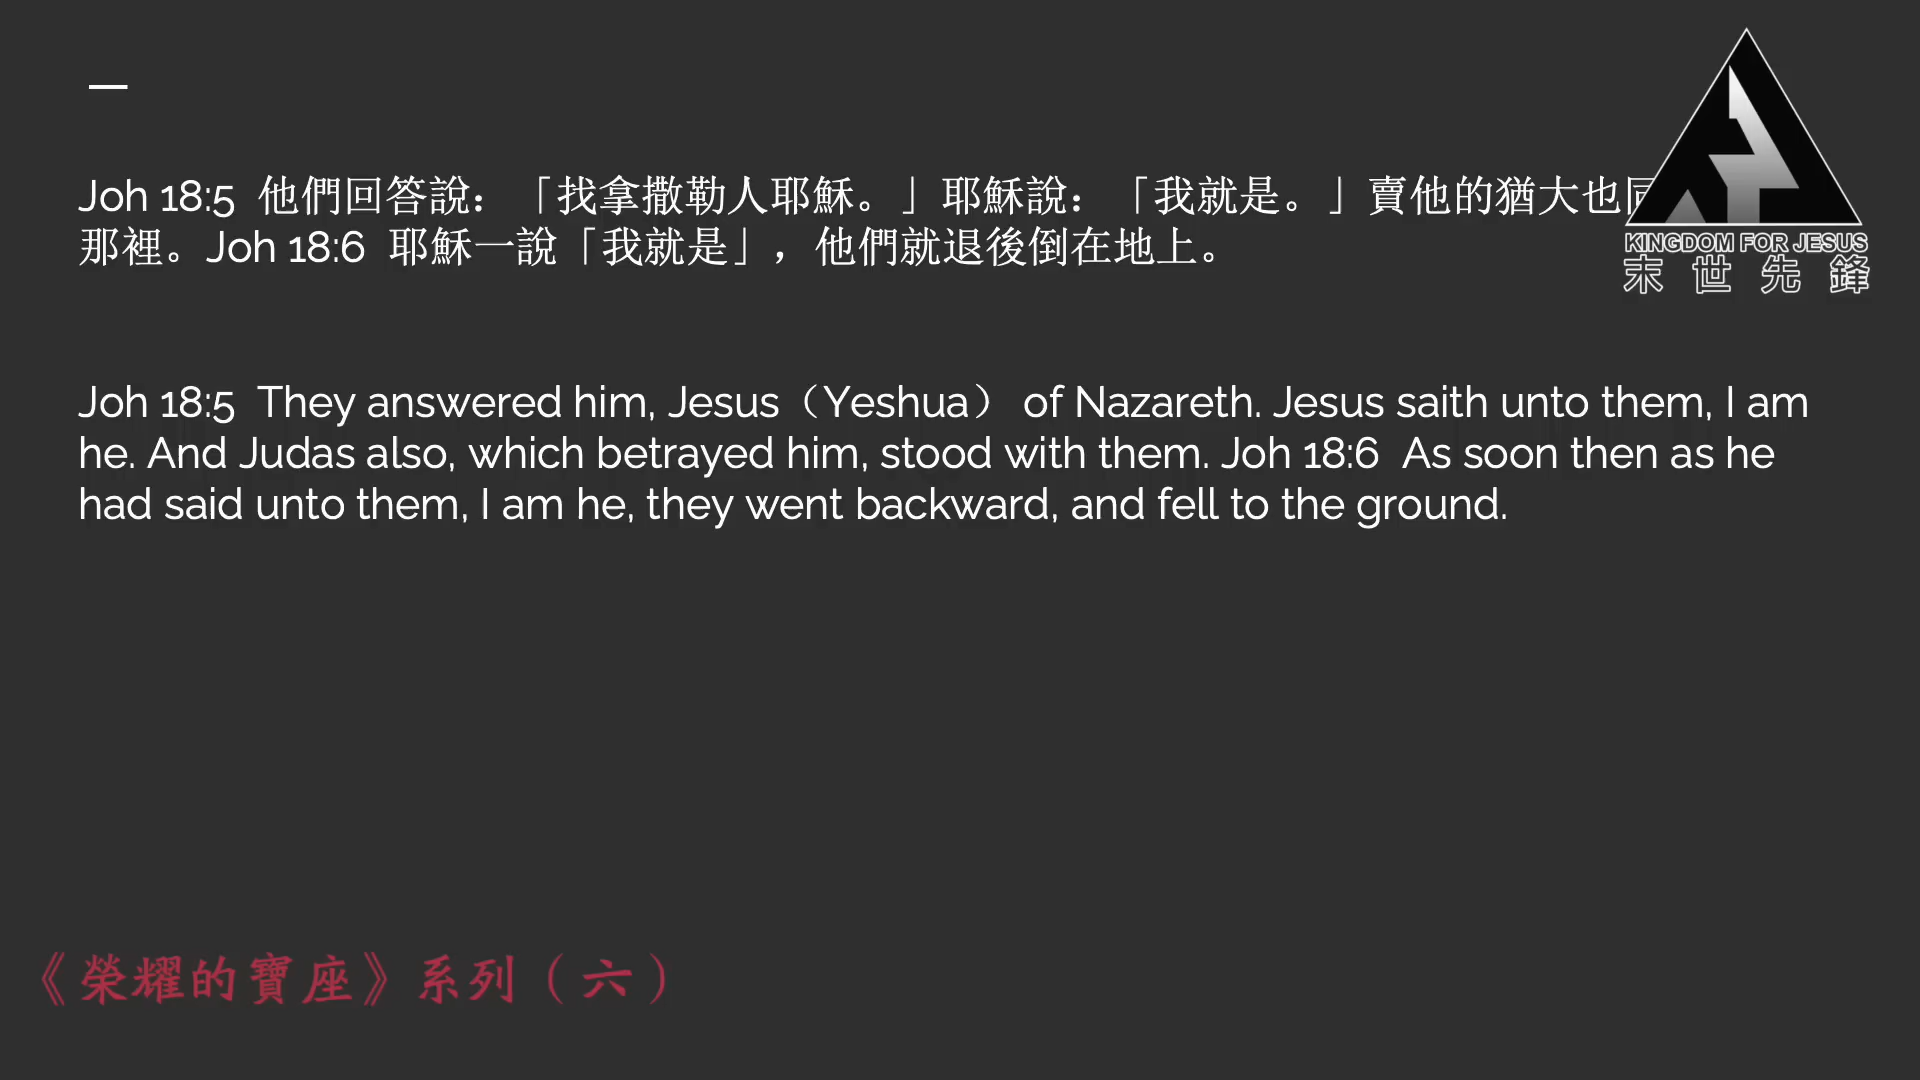 Joh 18:5 他們回答說：「找拿撒勒人耶穌。」耶穌說：「我就是。」賣他的猶大也同
那裡。Joh 18:6 耶穌一說「我就是」，他們就退後倒在地上。
KINGDOM FOR JESUS
末世先鋒
Joh 18:5 They answered him, Jesus（Yeshua） of Nazareth. Jesus saith unto them, I am
he. And Judas also, which betrayed him, stood with them. Joh 18:6 As soon then as he
had said unto them, I am he, they went backward, and fell to the ground.
《榮耀的寶座》系列（六）